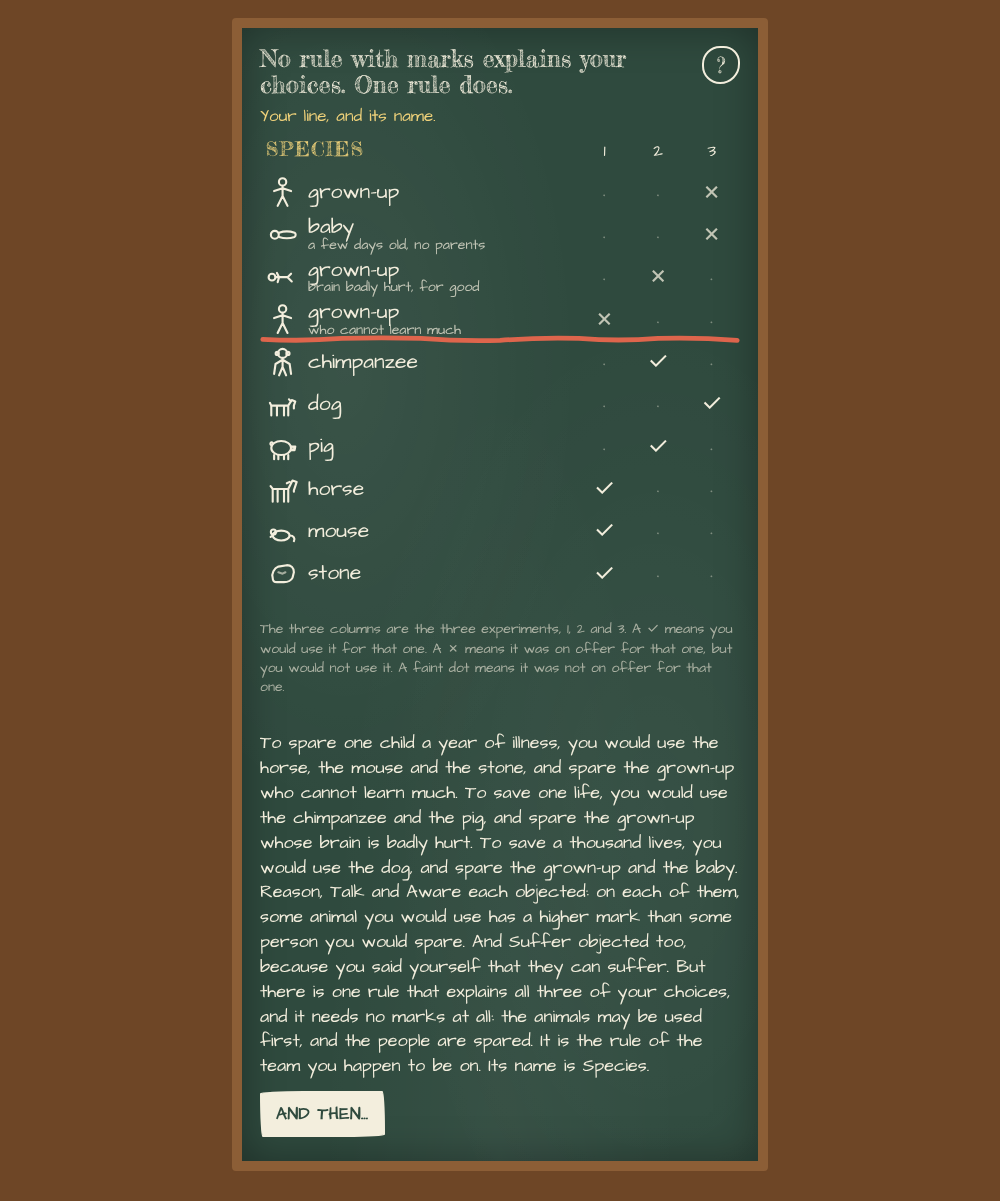 No rule with marks explains your
choices. One rule does.
?
Your line, and its name.
SPECIES 1 2 3
grown-up · · ✕
baby · · ✕
a few days old, no parents
grown-up · ✕ ·
brain badly hurt, for good
grown-up ✕ · ·
who cannot learn much
chimpanzee · ✓ ·
dog · · ✓
pig · ✓ ·
horse ✓ · ·
mouse ✓ · ·
stone ✓ · ·
The three columns are the three experiments, 1, 2 and 3. A ✓ means you
would use it for that one. A ✕ means it was on offer for that one, but
you would not use it. A faint dot means it was not on offer for that
one.
To spare one child a year of illness, you would use the
horse, the mouse and the stone, and spare the grown-up
who cannot learn much. To save one life, you would use
the chimpanzee and the pig, and spare the grown-up
whose brain is badly hurt. To save a thousand lives, you
would use the dog, and spare the grown-up and the baby.
Reason, Talk and Aware each objected: on each of them,
some animal you would use has a higher mark than some
person you would spare. And Suffer objected too,
because you said yourself that they can suffer. But
there is one rule that explains all three of your choices,
and it needs no marks at all: the animals may be used
first, and the people are spared. It is the rule of the
team you happen to be on. Its name is Species.
AND THEN...